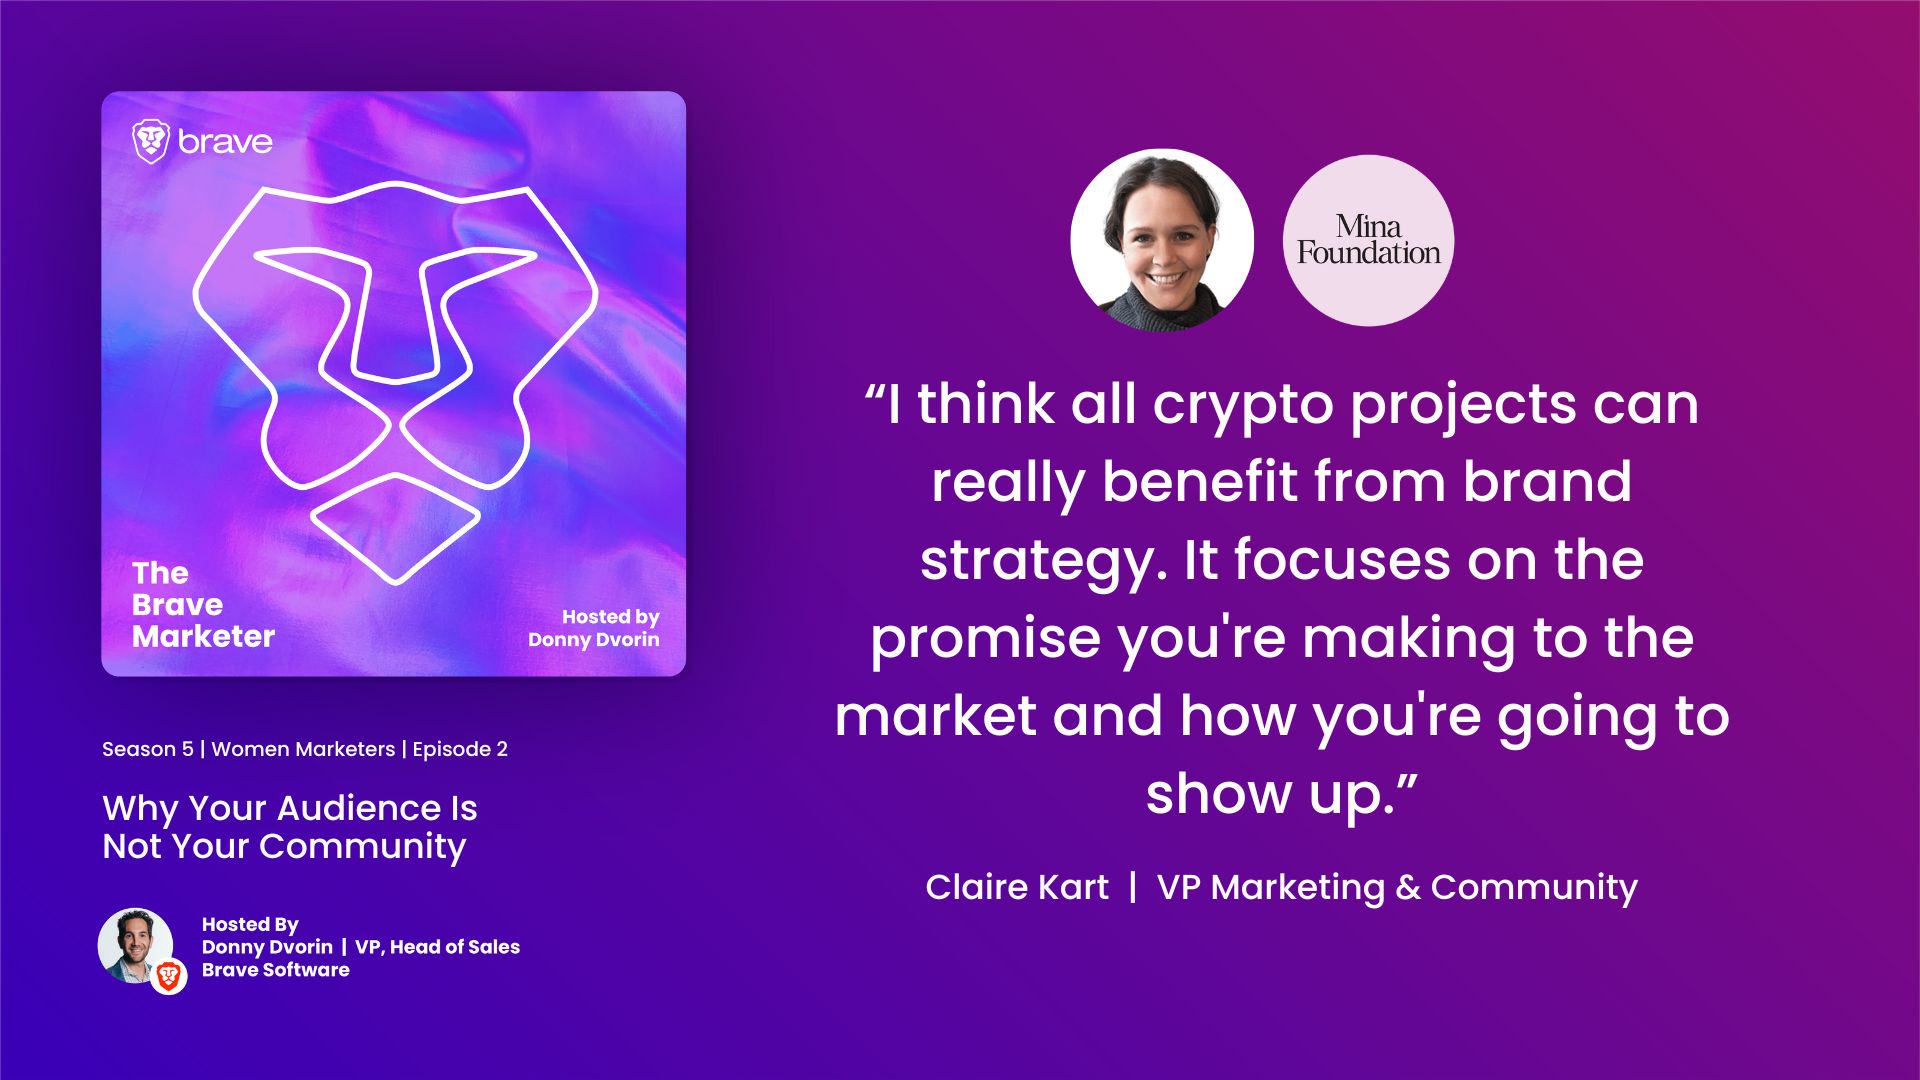 brave
The
Brave
Marketer
Hosted by
Donny Dvorin
Season 5 | Women Marketers | Episode 2
Why Your Audience Is
Not Your Community
Hosted By
Donny Dvorin | VP, Head of Sales
Brave Software
Mina
Foundation
“I think all crypto projects can
really benefit from brand
strategy. It focuses on the
promise you're making to the
market and how you're going to
show up.”
Claire Kart | VP Marketing & Community